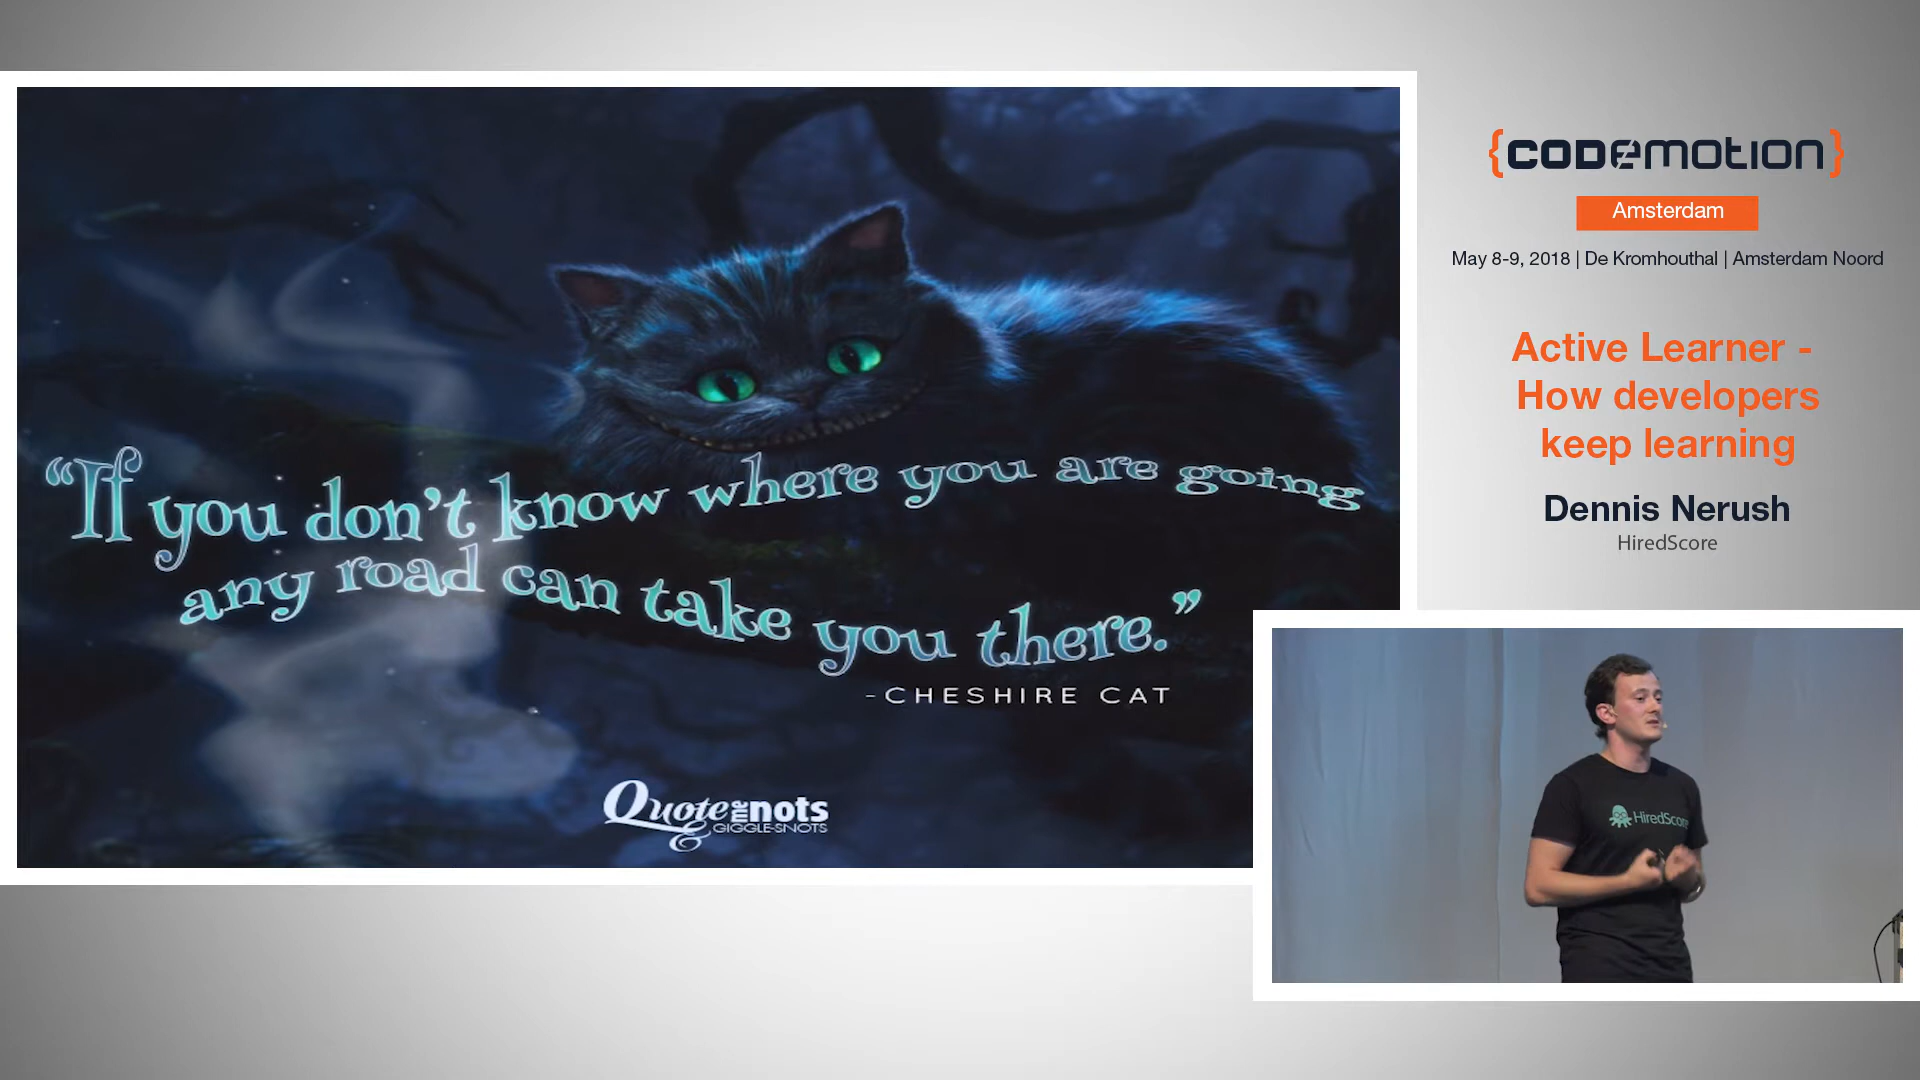 “If you don’t know where you are going
any road can take you there.”
-CHESHIRE CAT
Quote me nots
GIGGLE-SNOTS
{CODEMOTION}
Amsterdam
May 8-9, 2018 | De Kromhouthal | Amsterdam Noord
Active Learner -
How developers
keep learning
Dennis Nerush
HiredScore
HiredScore